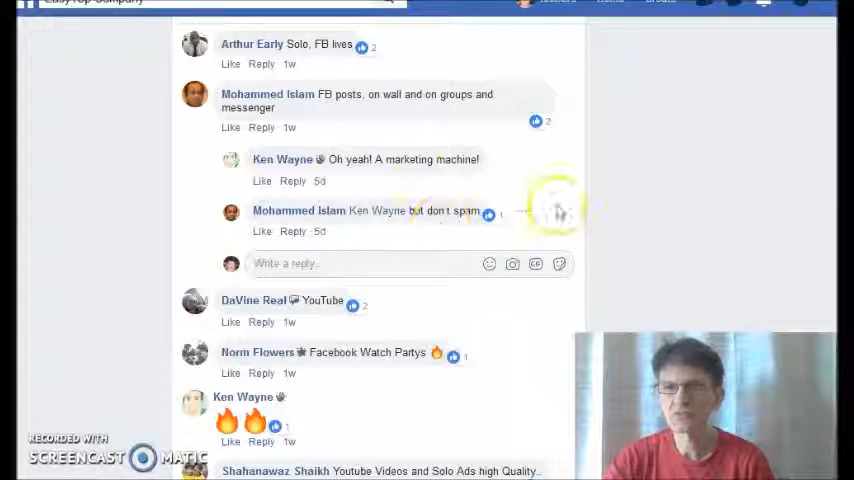 EasyTop Company
Arthur Early Solo, FB lives 2
Like Reply 1w
Mohammed Islam FB posts, on wall and on groups and
messenger
2
Like Reply 1w
Ken Wayne Oh yeah! A marketing machine!
Like Reply 5d
Mohammed Islam Ken Wayne but don't spam 1
Like Reply 5d
Write a reply...
GIF
DaVine Real YouTube 2
Like Reply 1w
Norm Flowers Facebook Watch Partys 1
Like Reply 1w
Ken Wayne
1
Like Reply 1w
Shahanawaz Shaikh Youtube Videos and Solo Ads high Quality...
RECORDED WITH
SCREENCAST MATIC